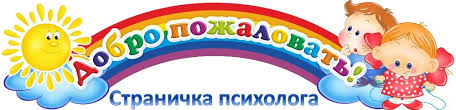 Добро пожаловать!
Страничка психолога